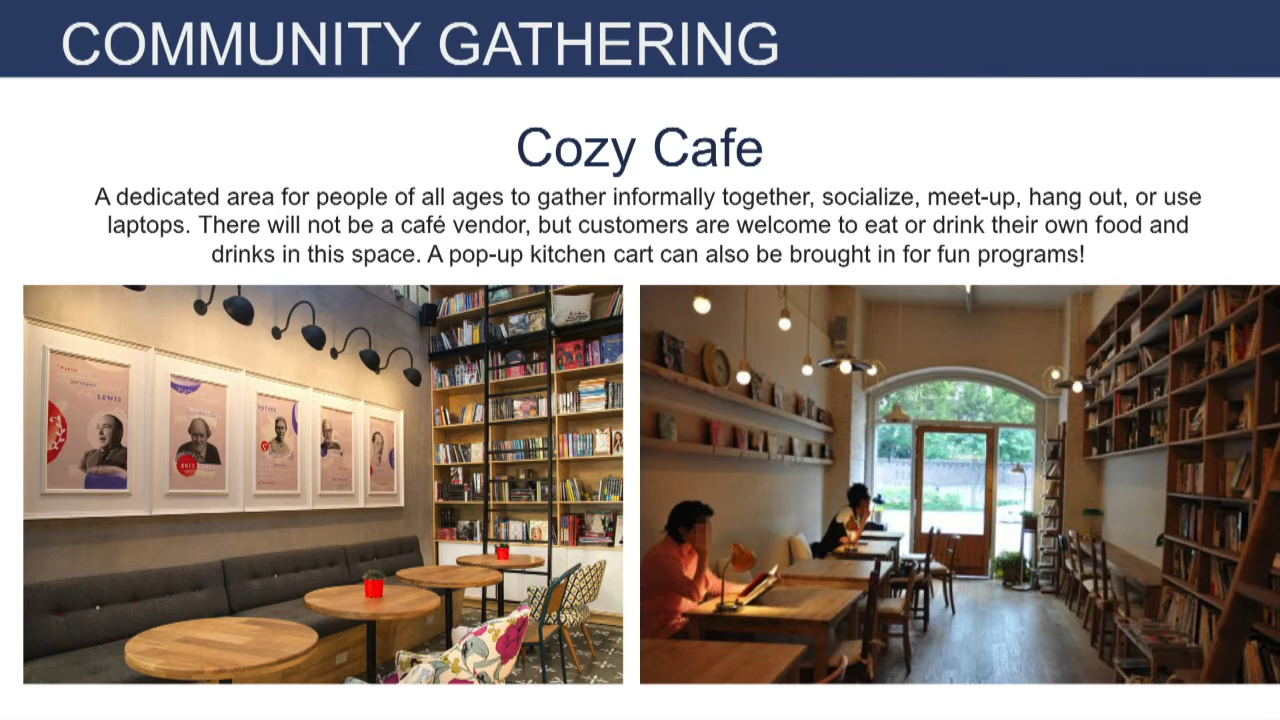 COMMUNITY GATHERING
Cozy Cafe
A dedicated area for people of all ages to gather informally together, socialize, meet-up, hang out, or use
laptops. There will not be a café vendor, but customers are welcome to eat or drink their own food and
drinks in this space. A pop-up kitchen cart can also be brought in for fun programs!
LEWIS